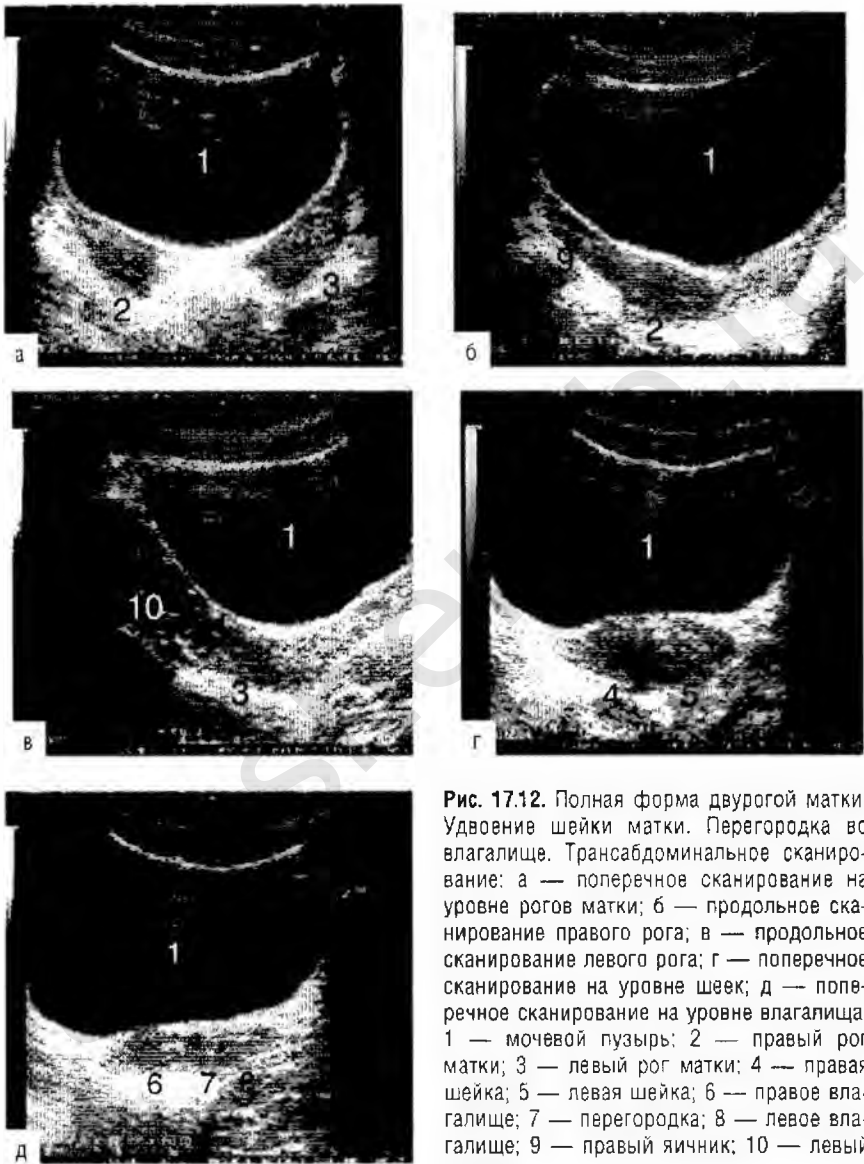 1
2
3
а
1
9
2
б
1
10
3
в
1
4
5
г
1
6
7
8
д
Рис. 17.12. Полная форма двурогой матки
Удвоение шейки матки. Перегородка во
влагалище. Трансабдоминальное сканиро-
вание: а — поперечное сканирование на
уровне рогов матки; б — продольное ска-
нирование правого рога; в — продольное
сканирование левого рога; г — поперечное
сканирование на уровне шеек; д — попе-
речное сканирование на уровне влагалища
1 — мочевой пузырь; 2 — правый рог
матки; 3 — левый рог матки; 4 — правая
шейка; 5 — левая шейка; 6 — правое вла-
галище; 7 — перегородка; 8 — левое вла-
галище; 9 — правый яичник; 10 — левый